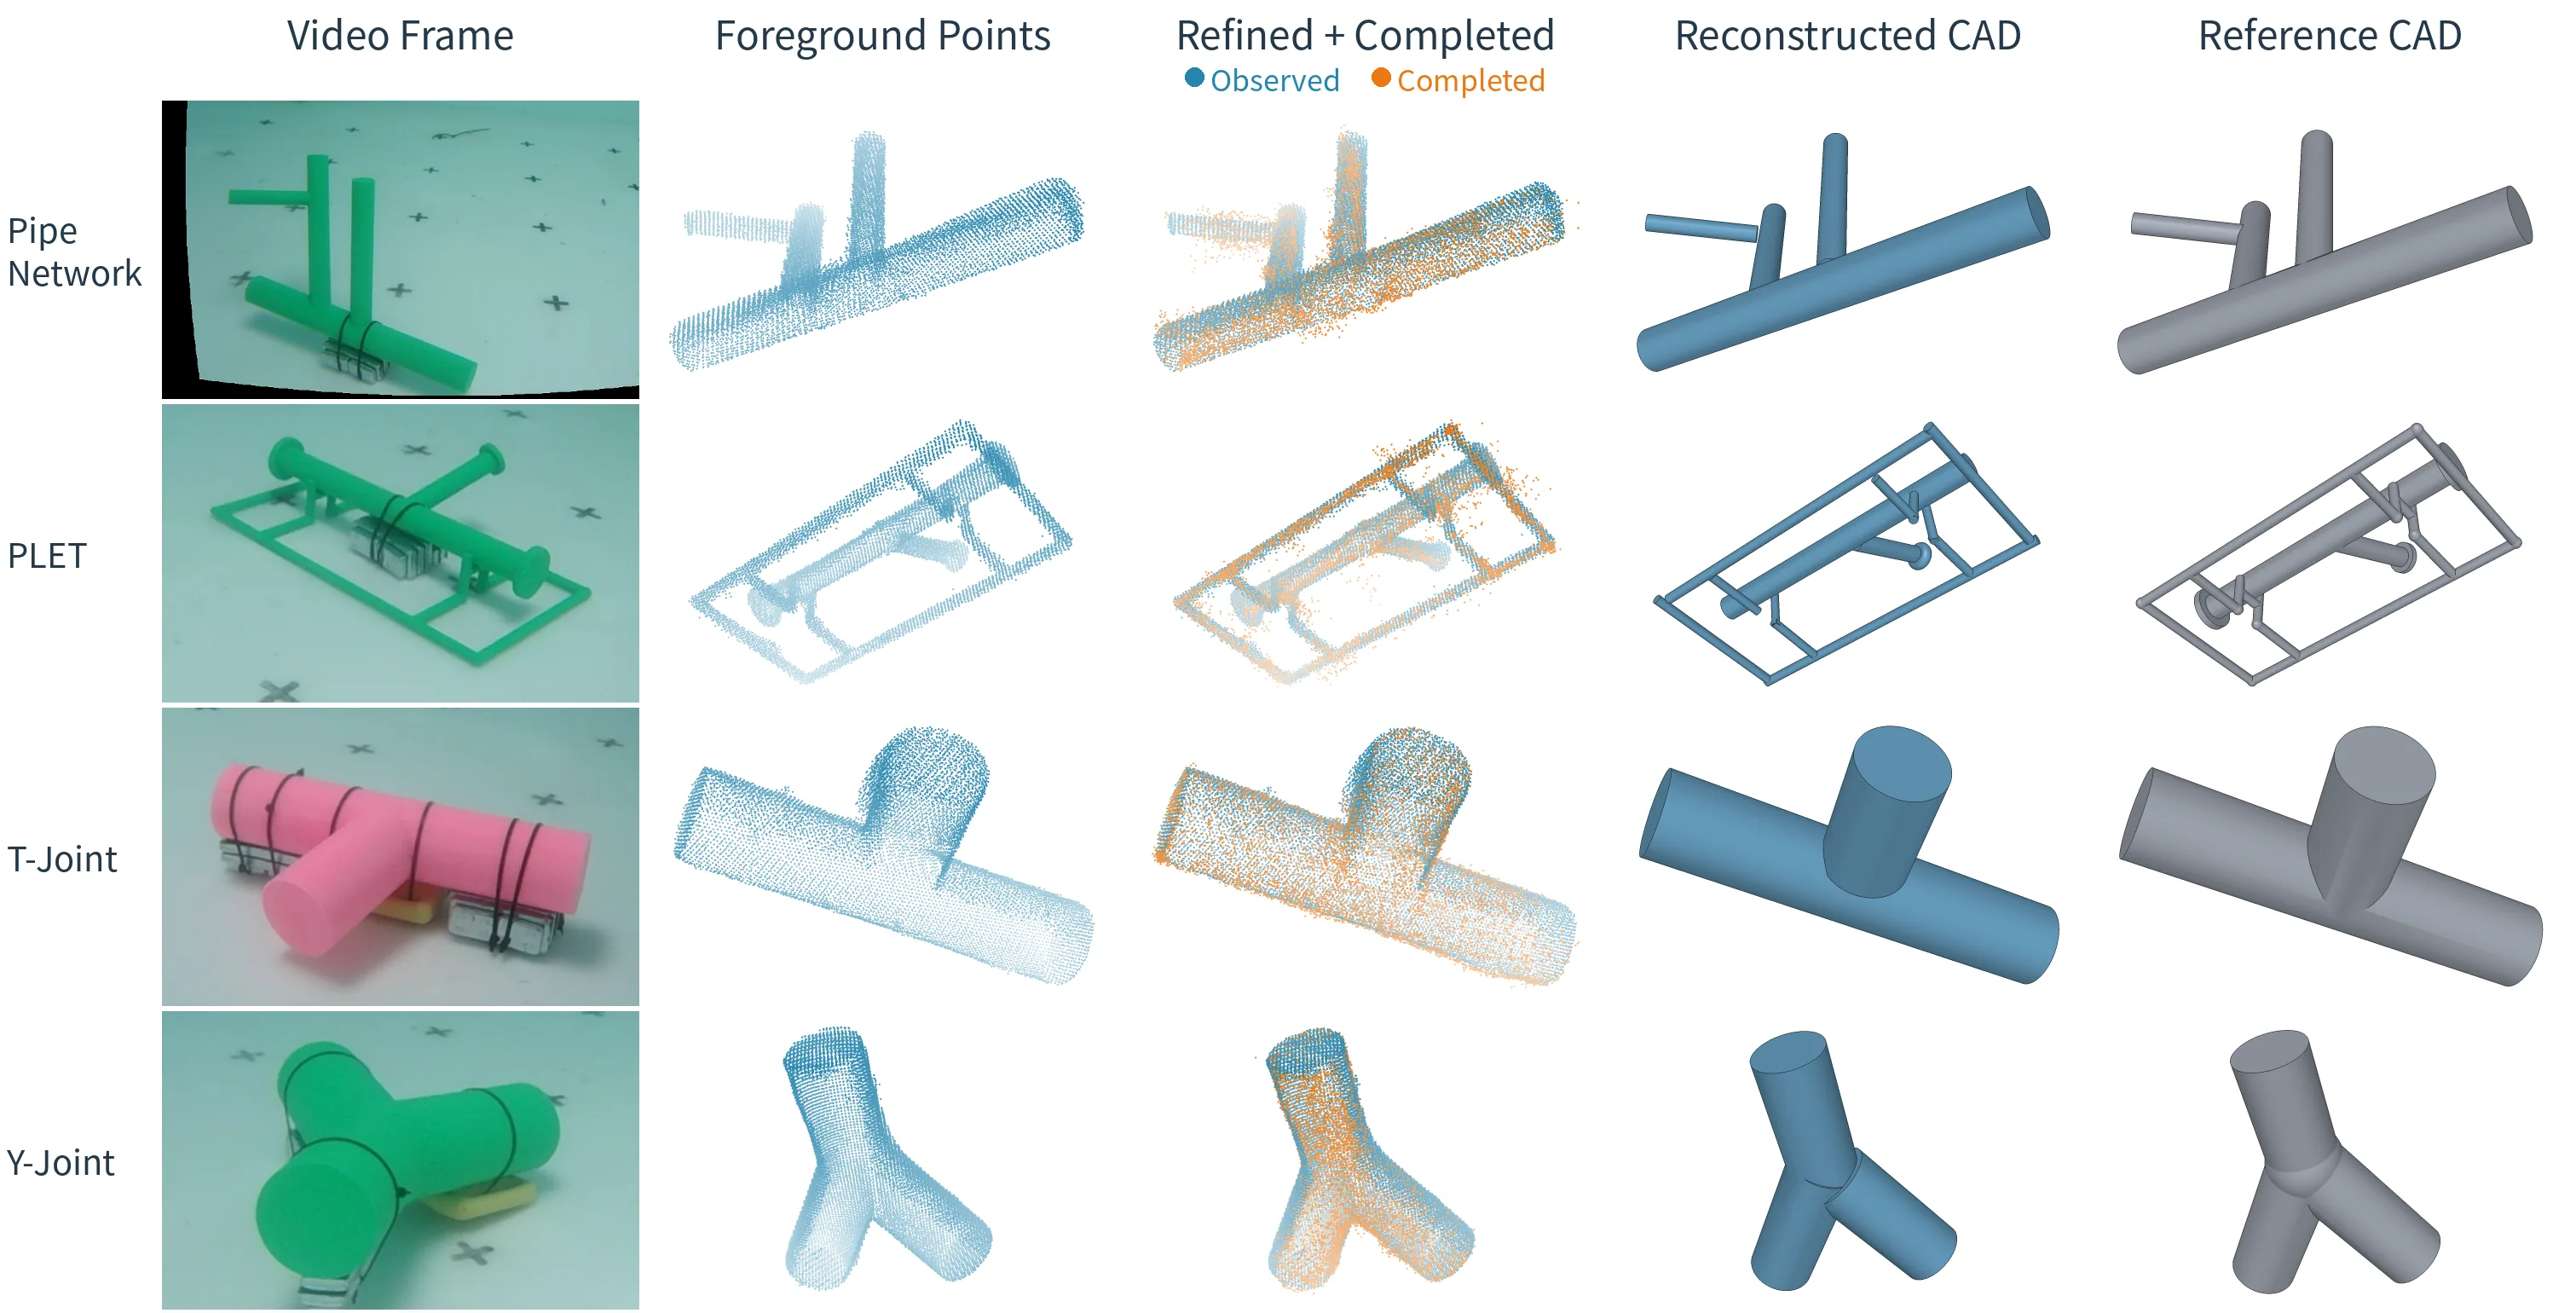 Video Frame
Foreground Points
Refined + Completed
Reconstructed CAD
Reference CAD
Observed
Completed
Pipe
Network
PLET
T-Joint
Y-Joint